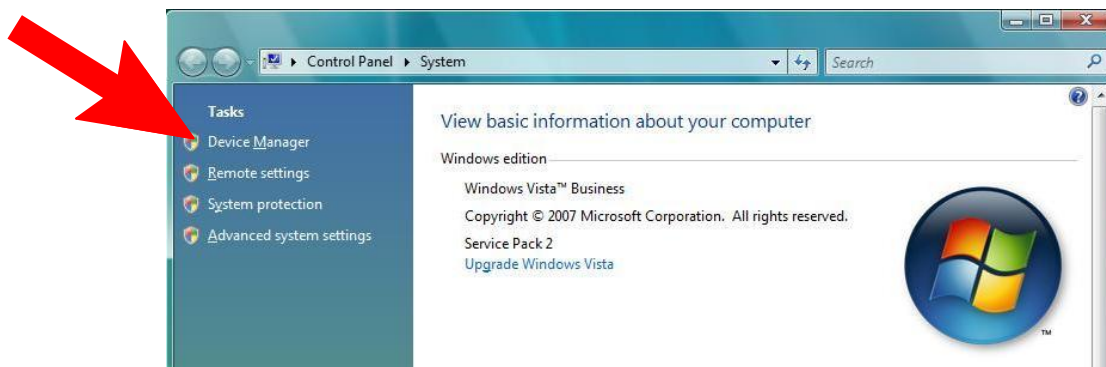 Control Panel ▸ System
Search
Tasks
Device Manager
Remote settings
System protection
Advanced system settings
View basic information about your computer
Windows edition
Windows Vista™ Business
Copyright © 2007 Microsoft Corporation. All rights reserved.
Service Pack 2
Upgrade Windows Vista
TM